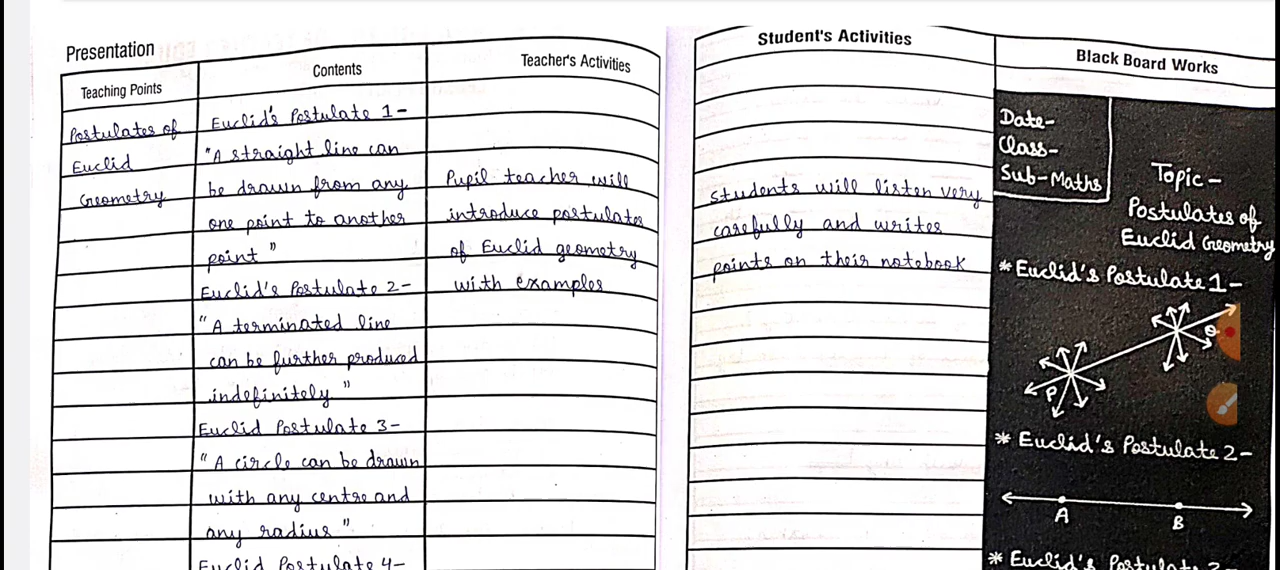 Presentation
Teaching Points
Contents
Teacher's Activities
Postulates of
Euclid
Geometry
Euclid's Postulate 1-
"A straight line can
be drawn from any
one point to another
point"
Euclid's Postulate 2-
"A terminated line
can be further produced
indefinitely"
Euclid Postulate 3-
"A circle can be drawn
with any centre and
any radius"
Euclid Postulate 4-
Pupil teacher will
introduce postulates
of Euclid geometry
with examples
Student's Activities
Black Board Works
students will listen very
carefully and writes
points on their notebook
Date-
Class-
Sub-Maths
Topic-
Postulates of
Euclid Geometry
* Euclid's Postulate 1-
P
Q
* Euclid's Postulate 2-
A
B
* Euclid's Postulate 3-